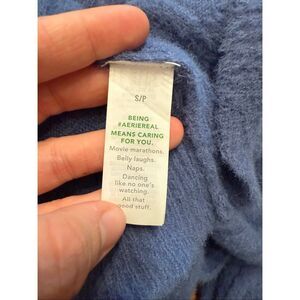 S/P
BEING
#AERIEREAL
MEANS CARING
FOR YOU.
Movie marathons.
Belly laughs.
Naps.
Dancing
like no one's
watching.
All that
good stuff.